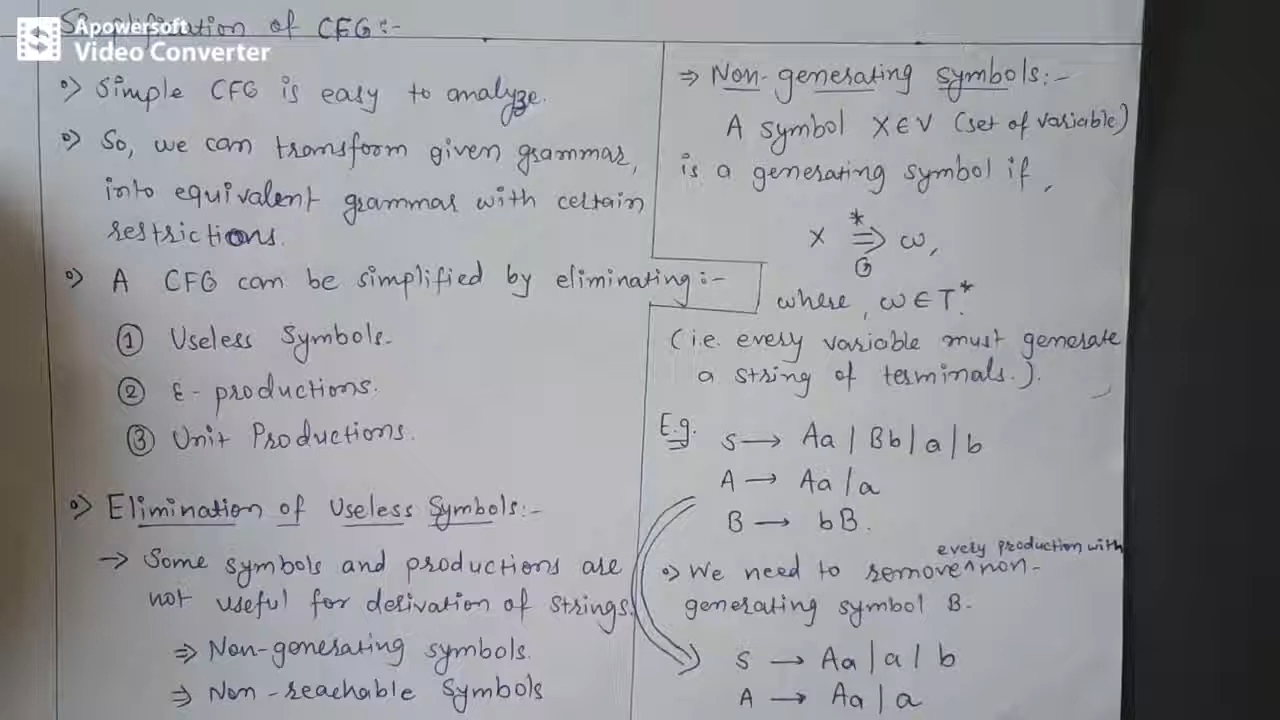 Simplification of CFG:-
Apowersoft
Video Converter
Simple CFG is easy to analyze.
So, we can transform given grammar,
into equivalent grammar with certain
restrictions.
A CFG can be simplified by eliminating:-
① Useless Symbols.
② ε- productions.
③ Unit Productions.
Elimination of Useless Symbols:-
→ Some symbols and productions are
not useful for derivation of strings.
⇒ Non-generating symbols.
⇒ Non-reachable Symbols
⇒ Non-generating symbols:-
A symbol X∈V (set of variable)
is a generating symbol if,
X *⇒G ω,
where, ω∈T*.
(i.e. every variable must generate
a string of terminals.).
E.g. S → Aa | Bb | a | b
A → Aa | a
B → bB.
every production with
We need to remove ^ non-
generating symbol B.
S → Aa | a | b
A → Aa | a